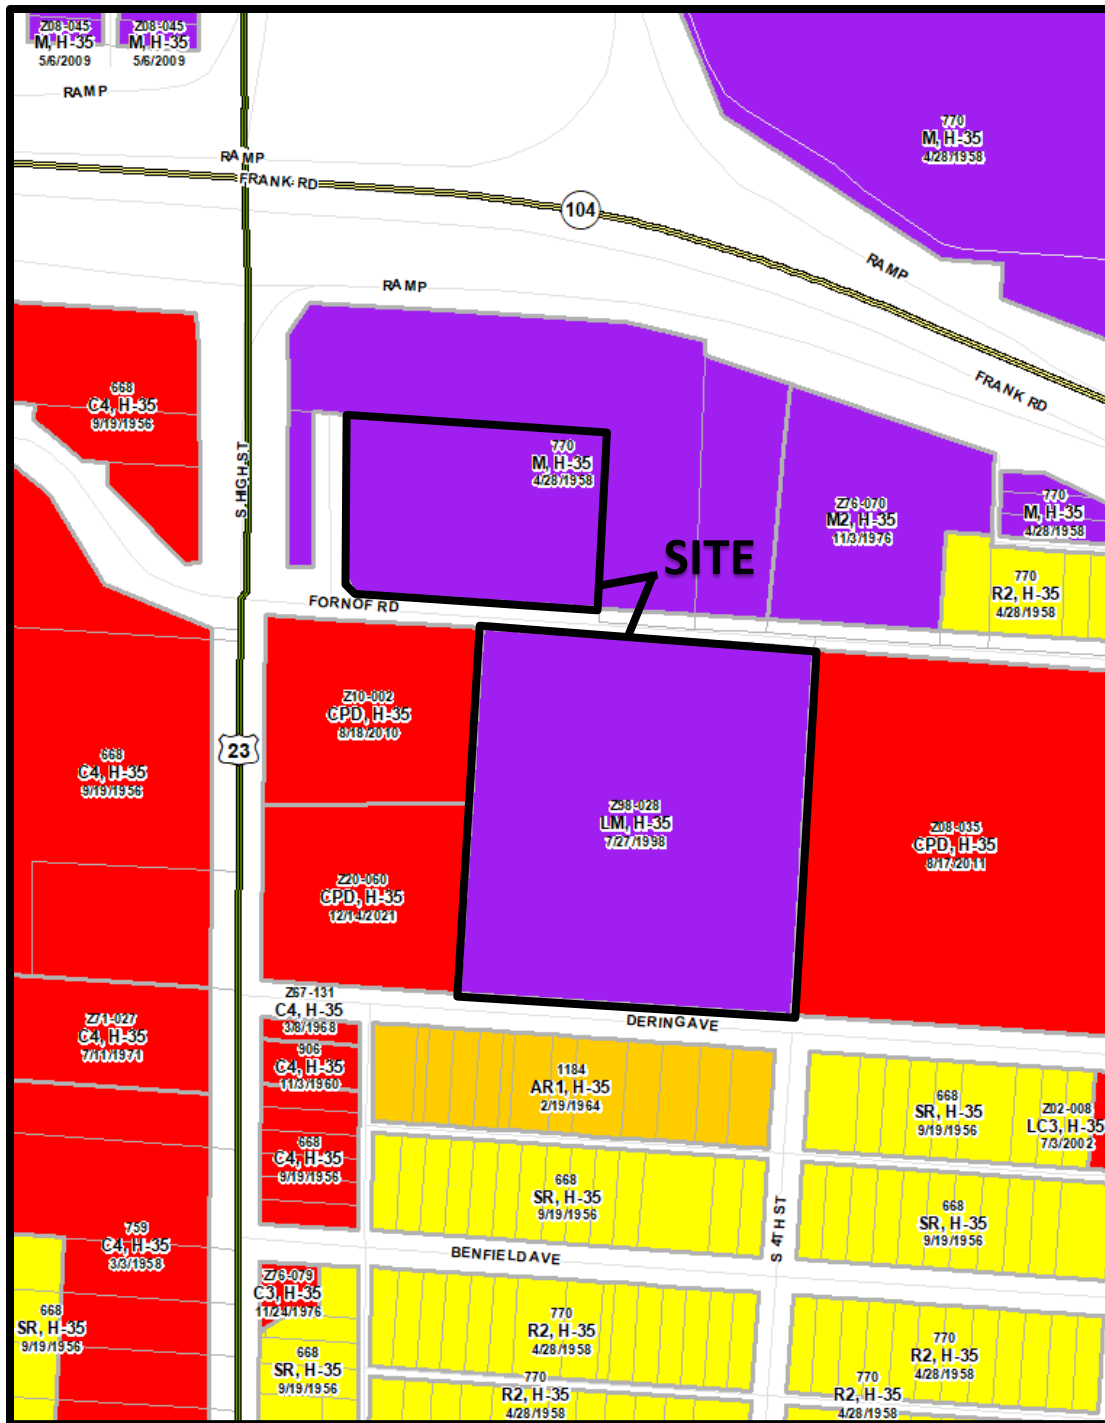 Z08-045
M, H-35
5/6/2009
Z08-045
M, H-35
5/6/2009
RAMP
770
M, H-35
4/28/1958
RAMP
FRANK RD
104
RAMP
RAMP
FRANK RD
668
C4, H-35
9/19/1956
S HIGH ST
770
M, H-35
4/28/1958
Z76-070
M2, H-35
11/3/1976
770
M, H-35
4/28/1958
SITE
770
R2, H-35
4/28/1958
FORNOF RD
Z10-002
CPD, H-35
8/18/2010
23
668
C4, H-35
9/19/1956
Z98-028
LM, H-35
7/27/1998
Z08-035
CPD, H-35
8/17/2011
Z20-060
CPD, H-35
12/14/2021
Z67-131
C4, H-35
3/8/1968
DERING AVE
Z71-027
C4, H-35
7/11/1971
906
C4, H-35
11/3/1960
1184
AR1, H-35
2/19/1964
668
SR, H-35
9/19/1956
Z02-008
LC3, H-35
7/3/2002
668
C4, H-35
9/19/1956
668
SR, H-35
9/19/1956
668
SR, H-35
9/19/1956
S 4TH ST
759
C4, H-35
3/3/1958
BENFIELD AVE
Z76-079
C3, H-35
11/24/1976
668
SR, H-35
9/19/1956
770
R2, H-35
4/28/1958
770
R2, H-35
4/28/1958
668
SR, H-35
9/19/1956
770
R2, H-35
4/28/1958
770
R2, H-35
4/28/1958